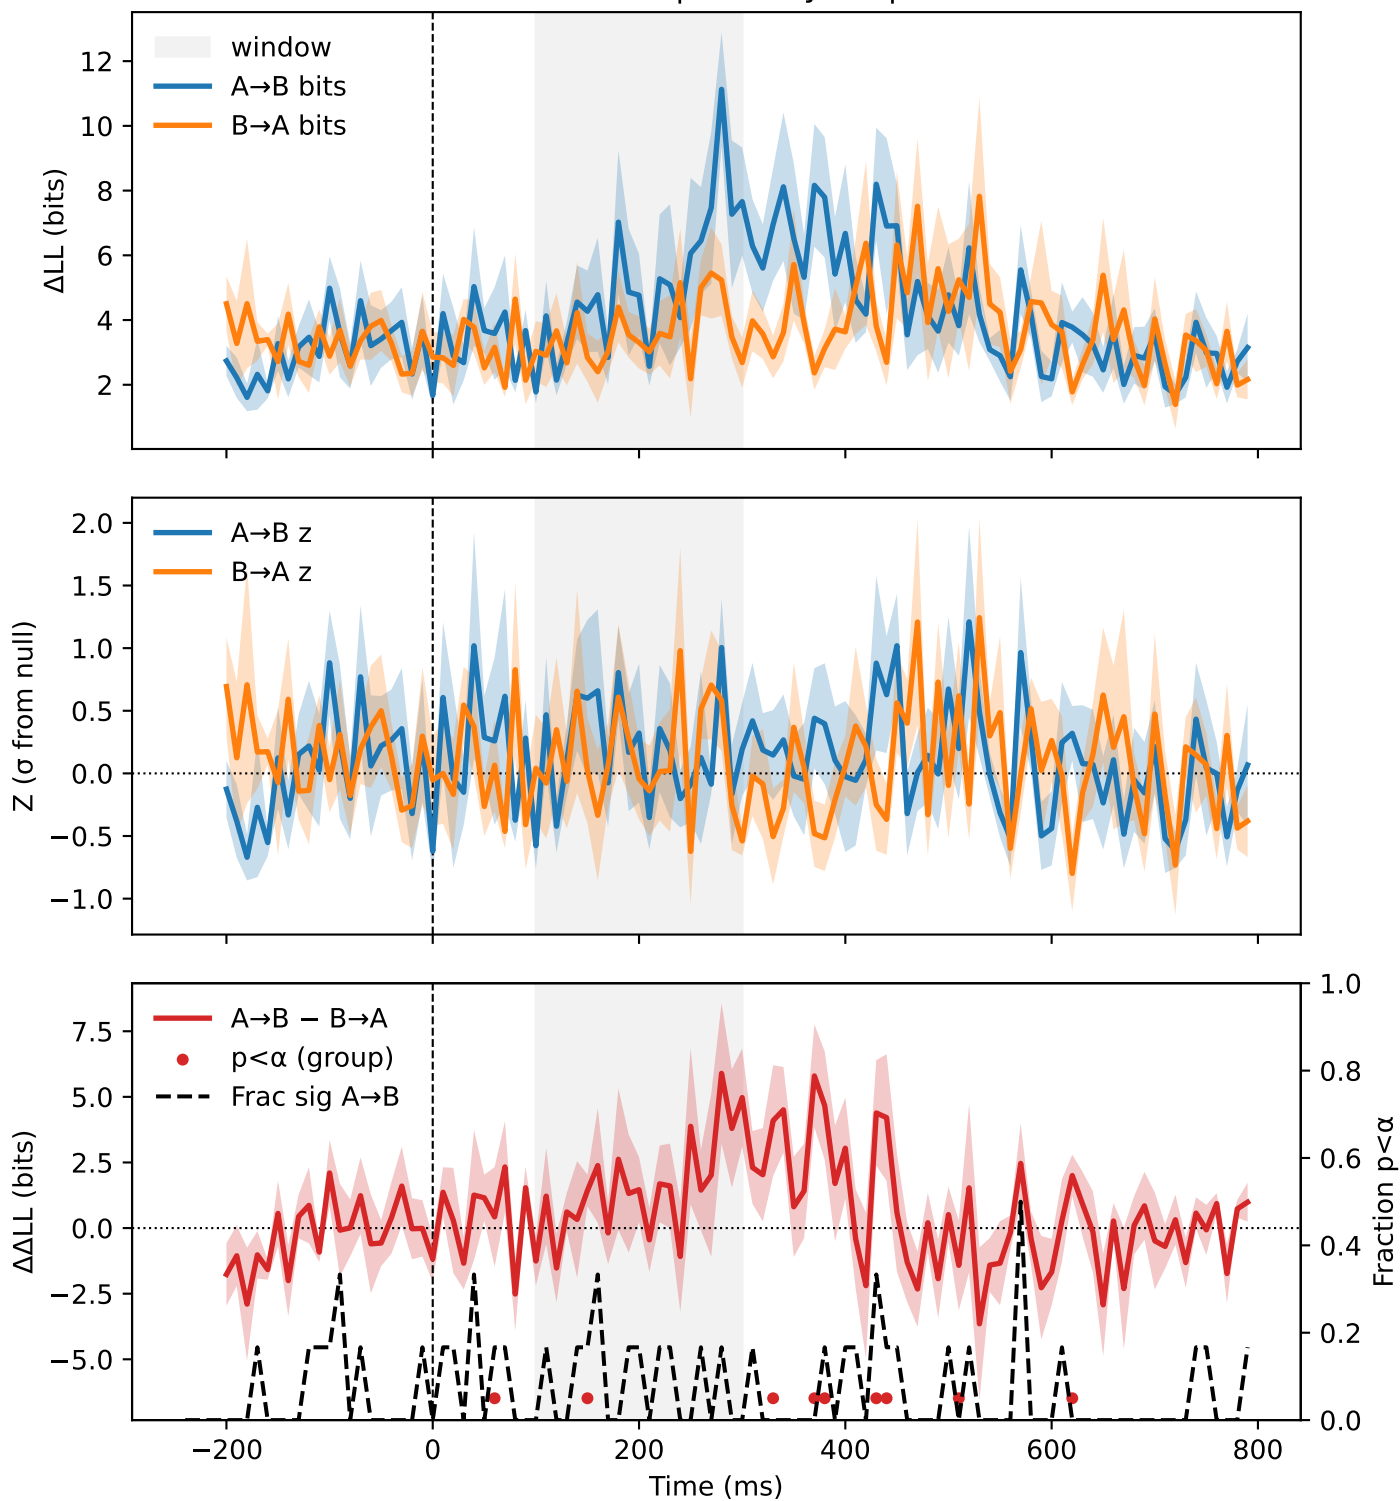 window
A→B bits
B→A bits
12
10
8
6
4
2
ΔLL (bits)
A→B z
B→A z
2.0
1.5
1.0
0.5
0.0
−0.5
−1.0
Z (σ from null)
A→B − B→A
p<α (group)
Frac sig A→B
7.5
5.0
2.5
0.0
−2.5
−5.0
ΔΔLL (bits)
1.0
0.8
0.6
0.4
0.2
0.0
Fraction p<α
−200
0
200
400
600
800
Time (ms)